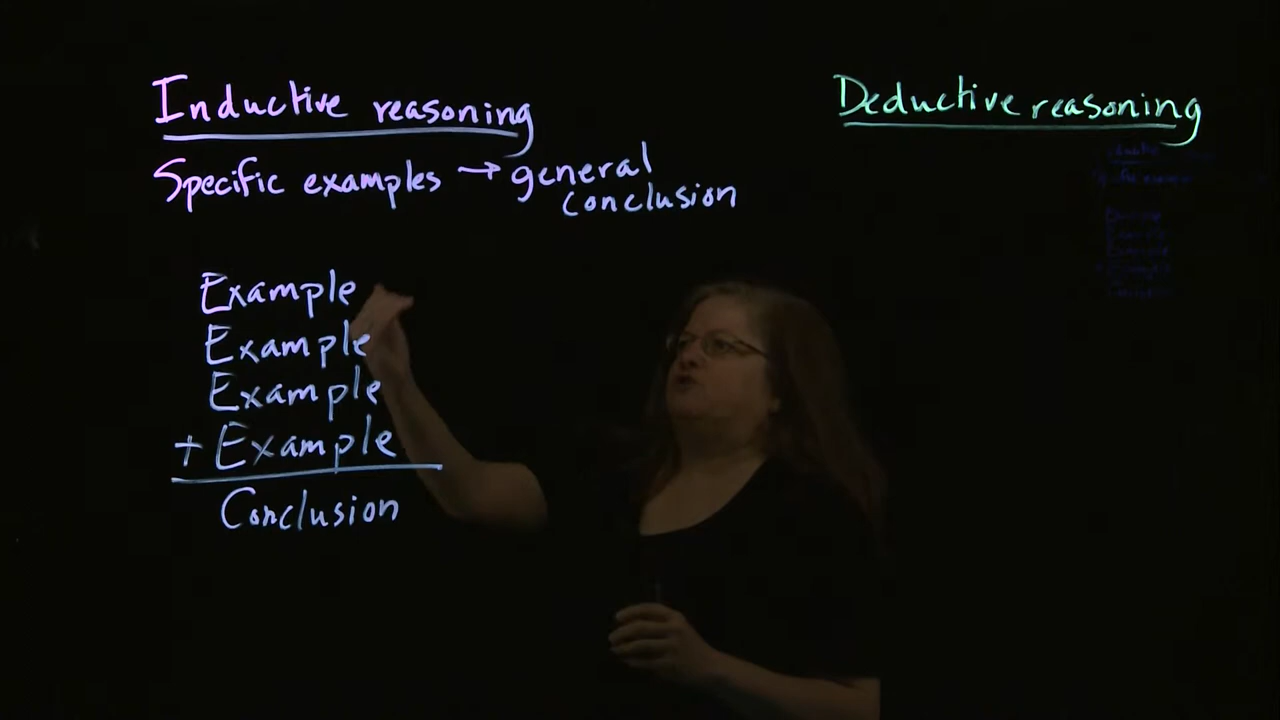 Inductive reasoning
Specific examples → general
conclusion
Example
Example
Example
+ Example
Conclusion
Deductive reasoning